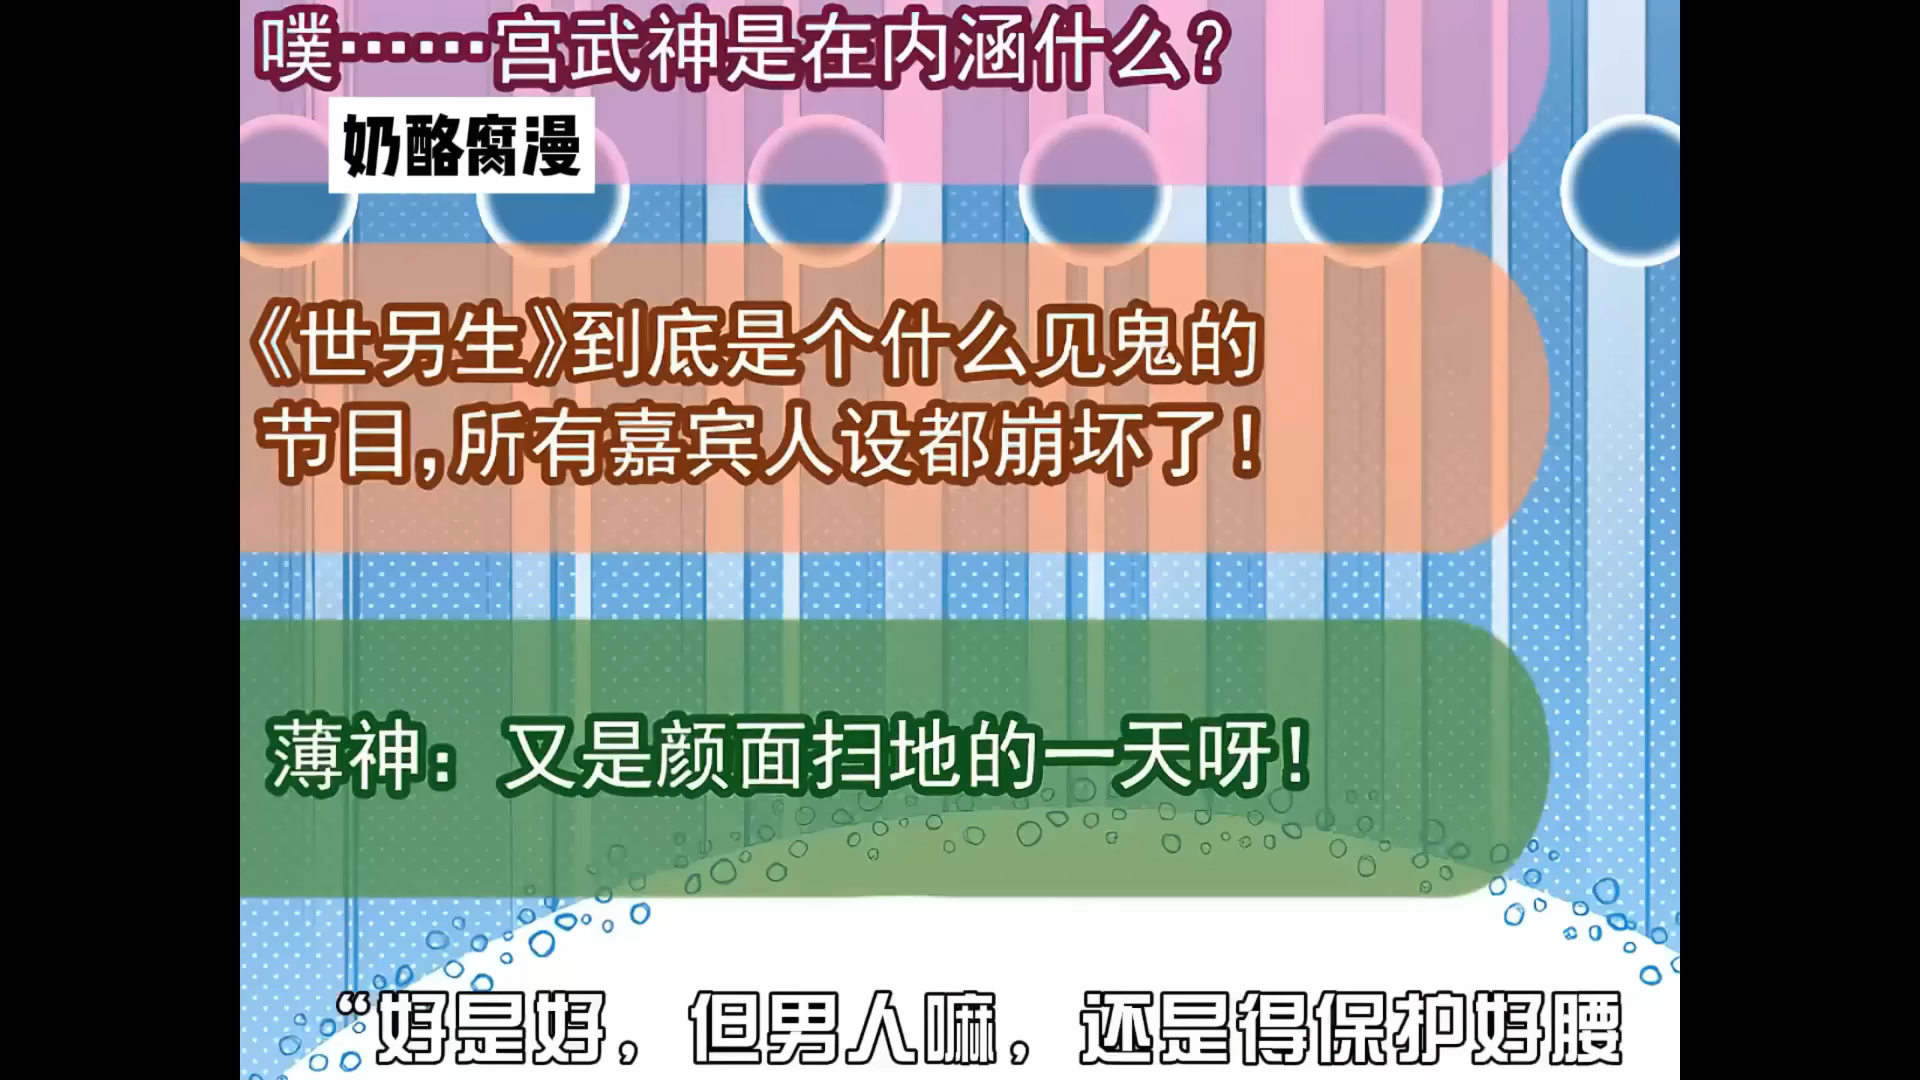 噗……宫武神是在内涵什么？
奶酪腐漫
《世另生》到底是个什么见鬼的
节目，所有嘉宾人设都崩坏了！
薄神：又是颜面扫地的一天呀！
“好是好，但男人嘛，还是得保护好腰